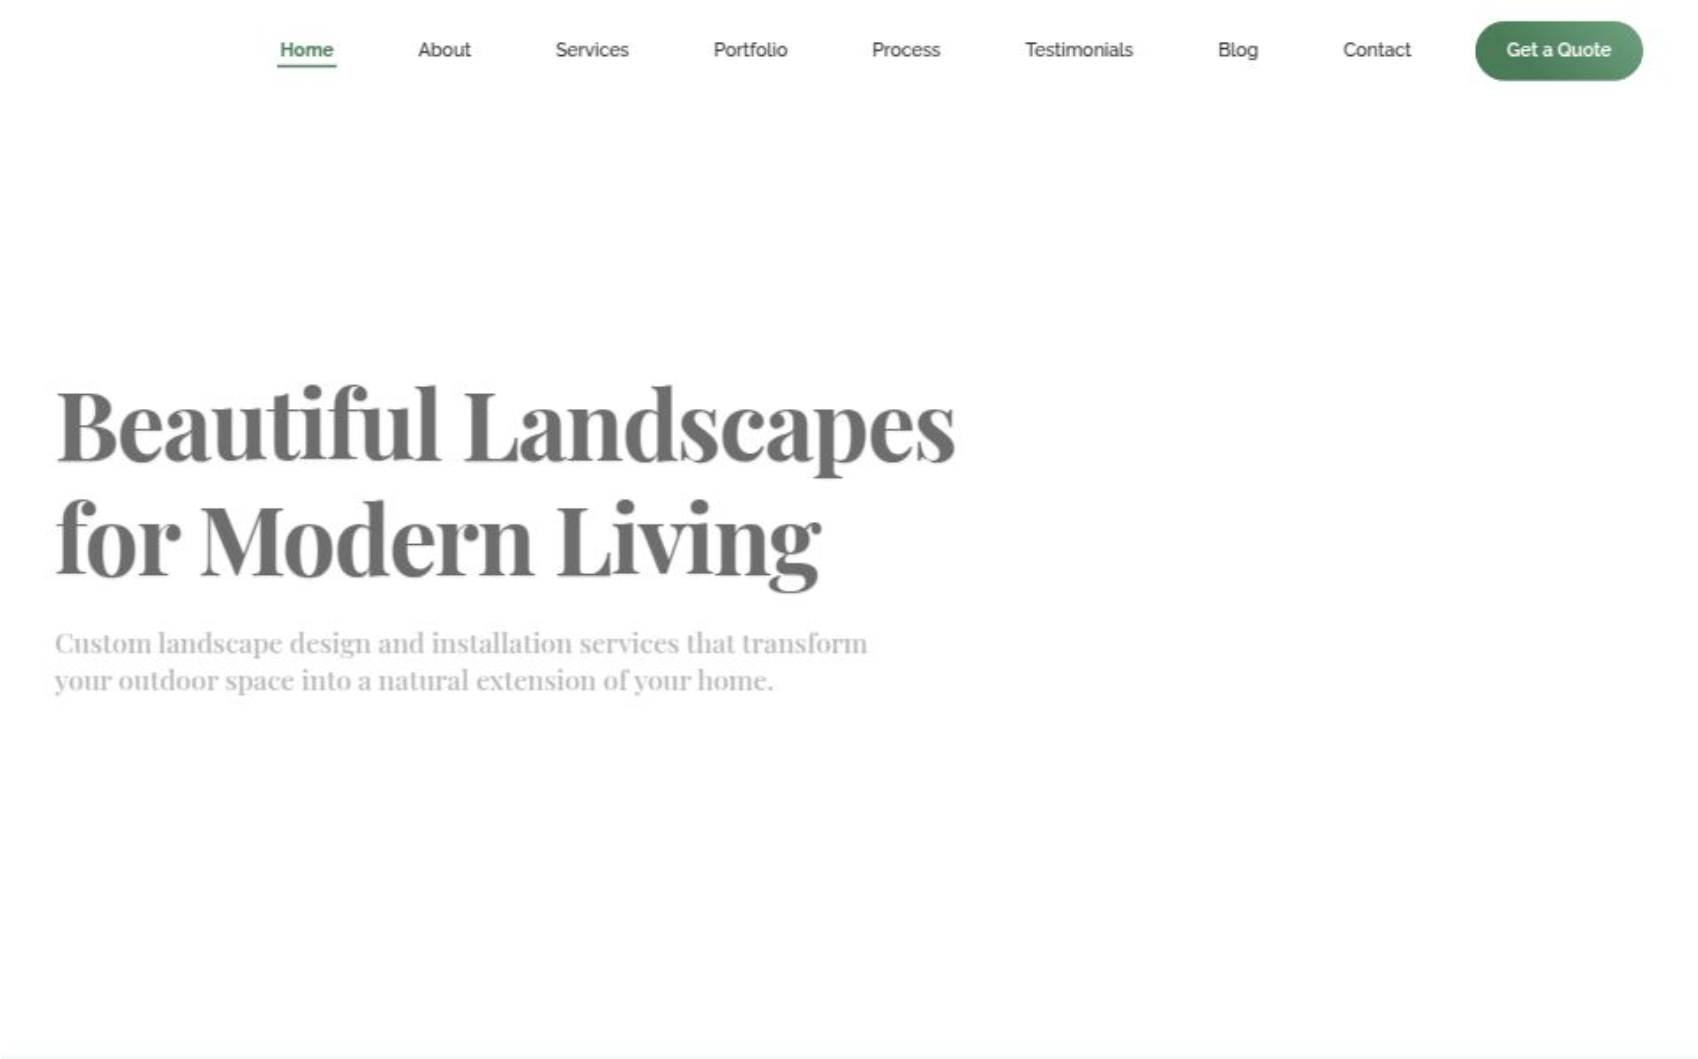 Home About Services Portfolio Process Testimonials Blog Contact Get a Quote
Beautiful Landscapes
for Modern Living
Custom landscape design and installation services that transform
your outdoor space into a natural extension of your home.